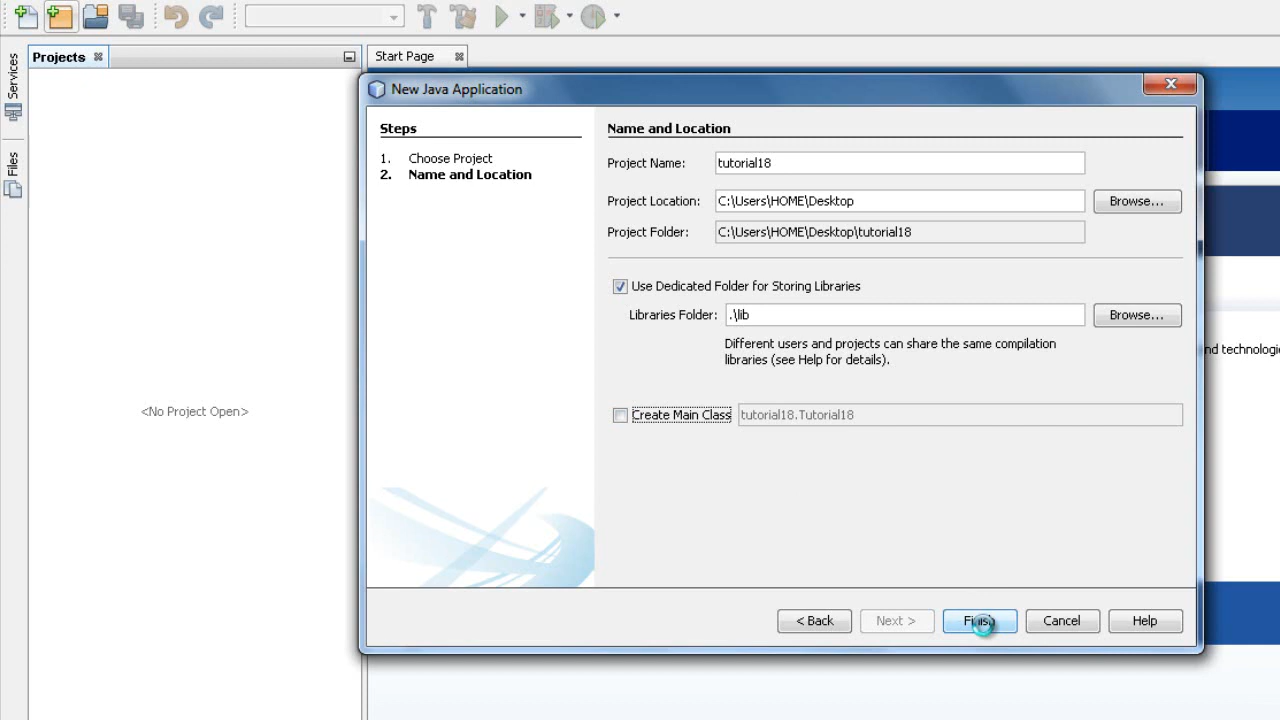 Projects
Start Page
Services
Files
<No Project Open>
New Java Application
Steps
1. Choose Project
2. Name and Location
Name and Location
Project Name: tutorial18
Project Location: C:\Users\HOME\Desktop Browse...
Project Folder: C:\Users\HOME\Desktop\tutorial18
Use Dedicated Folder for Storing Libraries
Libraries Folder: .\lib Browse...
Different users and projects can share the same compilation
libraries (see Help for details).
Create Main Class tutorial18.Tutorial18
< Back Next > Finish Cancel Help
nd technologi